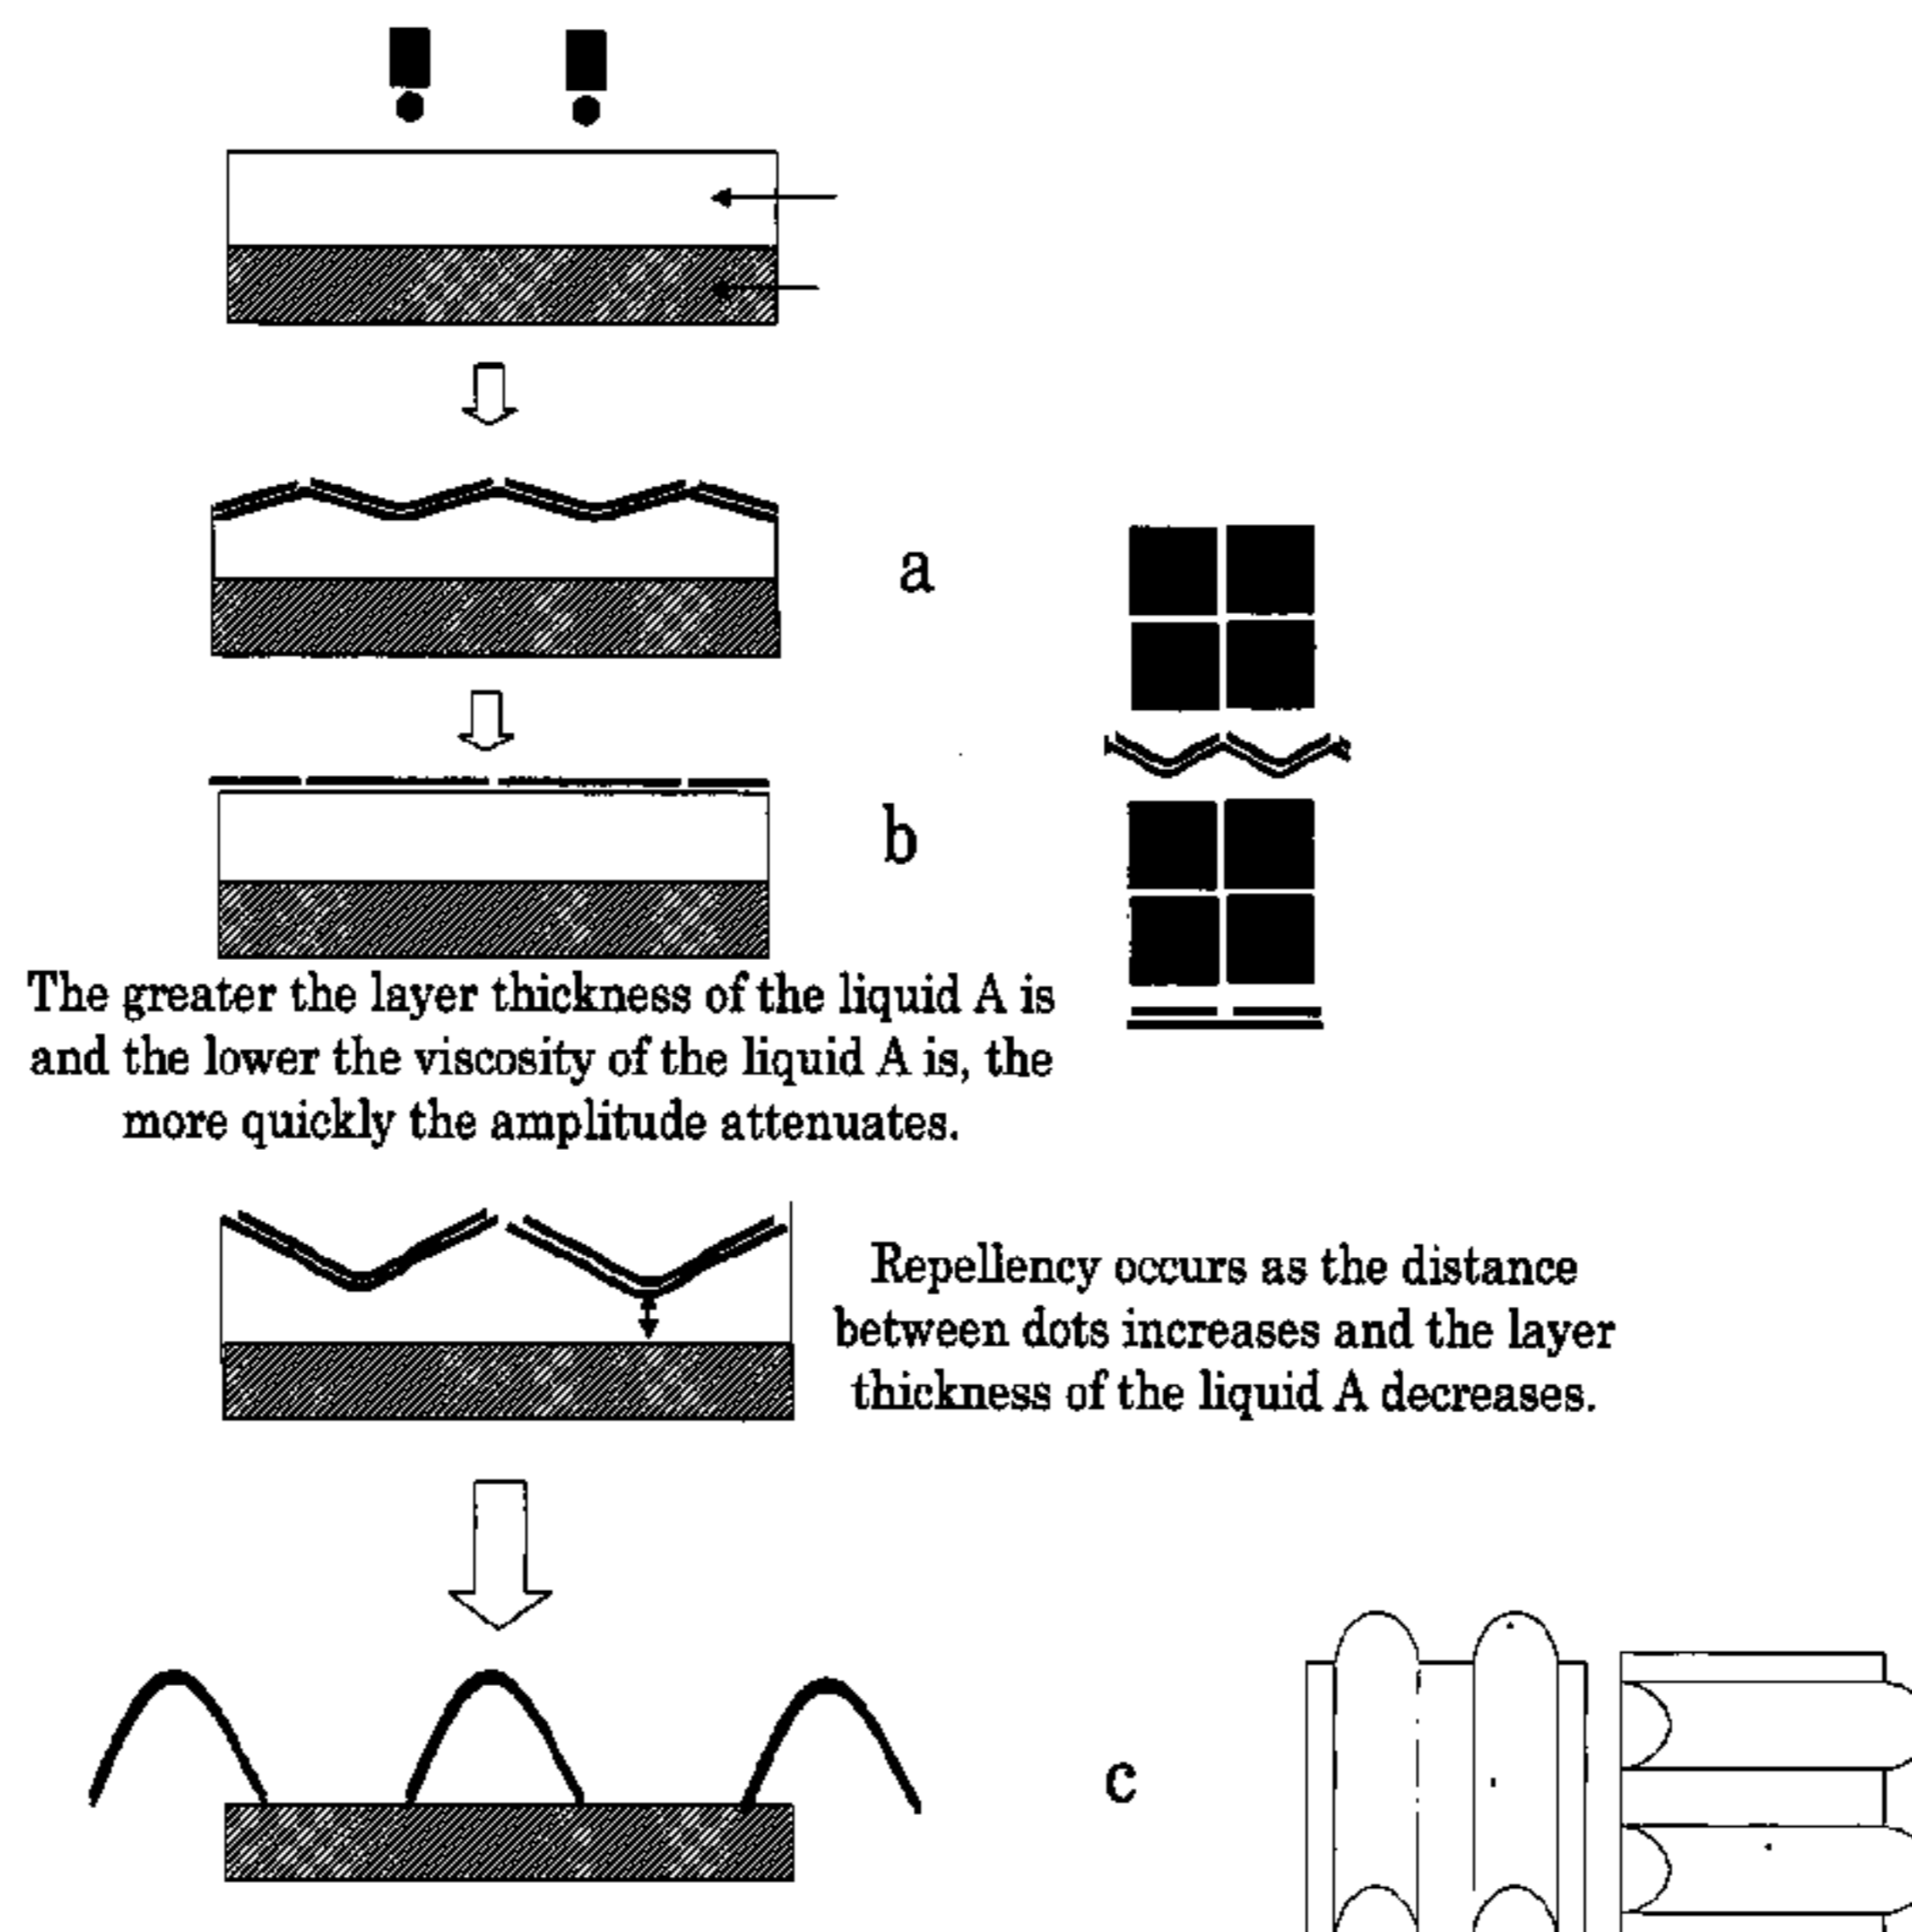 a
b
The greater the layer thickness of the liquid A is
and the lower the viscosity of the liquid A is, the
more quickly the amplitude attenuates.
Repellency occurs as the distance
between dots increases and the layer
thickness of the liquid A decreases.
c